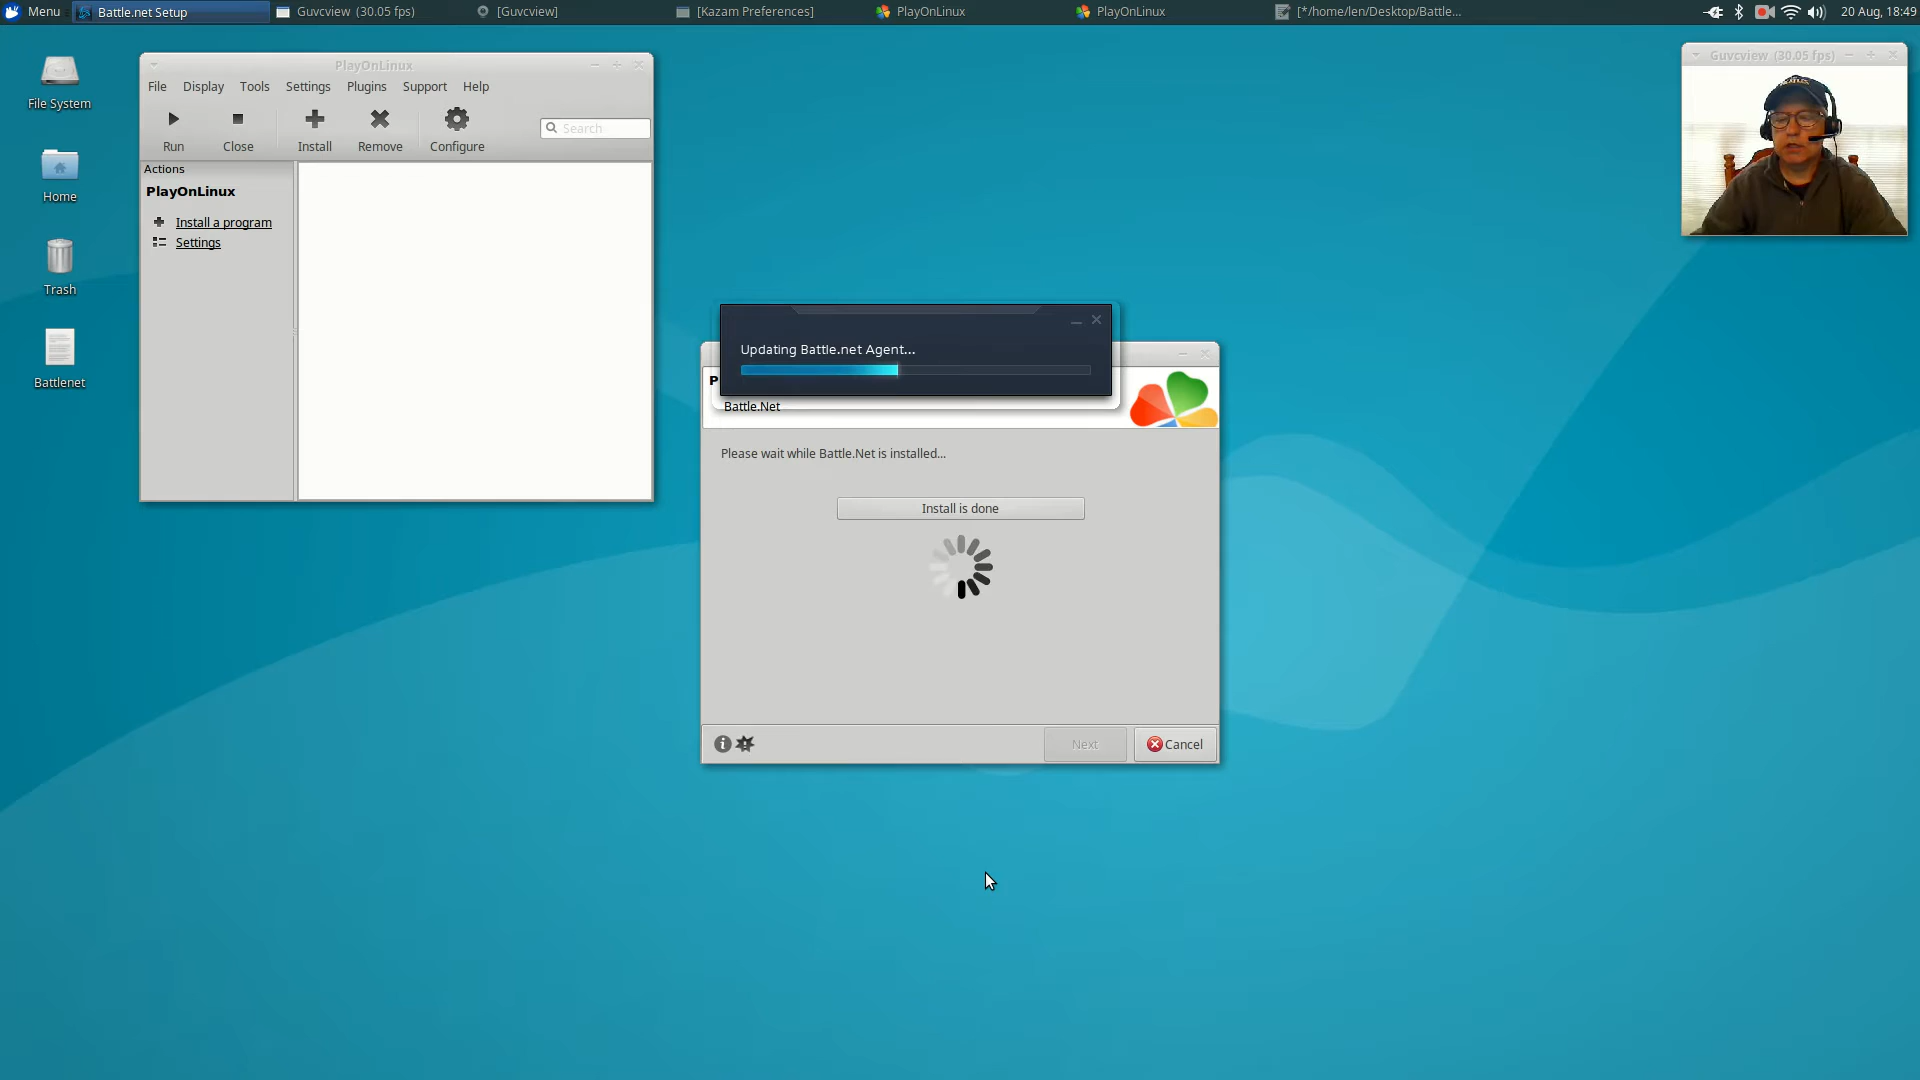 Menu
Battle.net Setup
Guvcview (30.05 fps)
[Guvcview]
[Kazam Preferences]
PlayOnLinux
PlayOnLinux
[*/home/len/Desktop/Battle...
20 Aug, 18:49
File System
Home
Trash
Battlenet
PlayOnLinux
File Display Tools Settings Plugins Support Help
Run Close Install Remove Configure
Search
Actions
PlayOnLinux
Install a program
Settings
Guvcview (30.05 fps)
Updating Battle.net Agent...
P
Battle.Net
Please wait while Battle.Net is installed...
Install is done
Next
Cancel